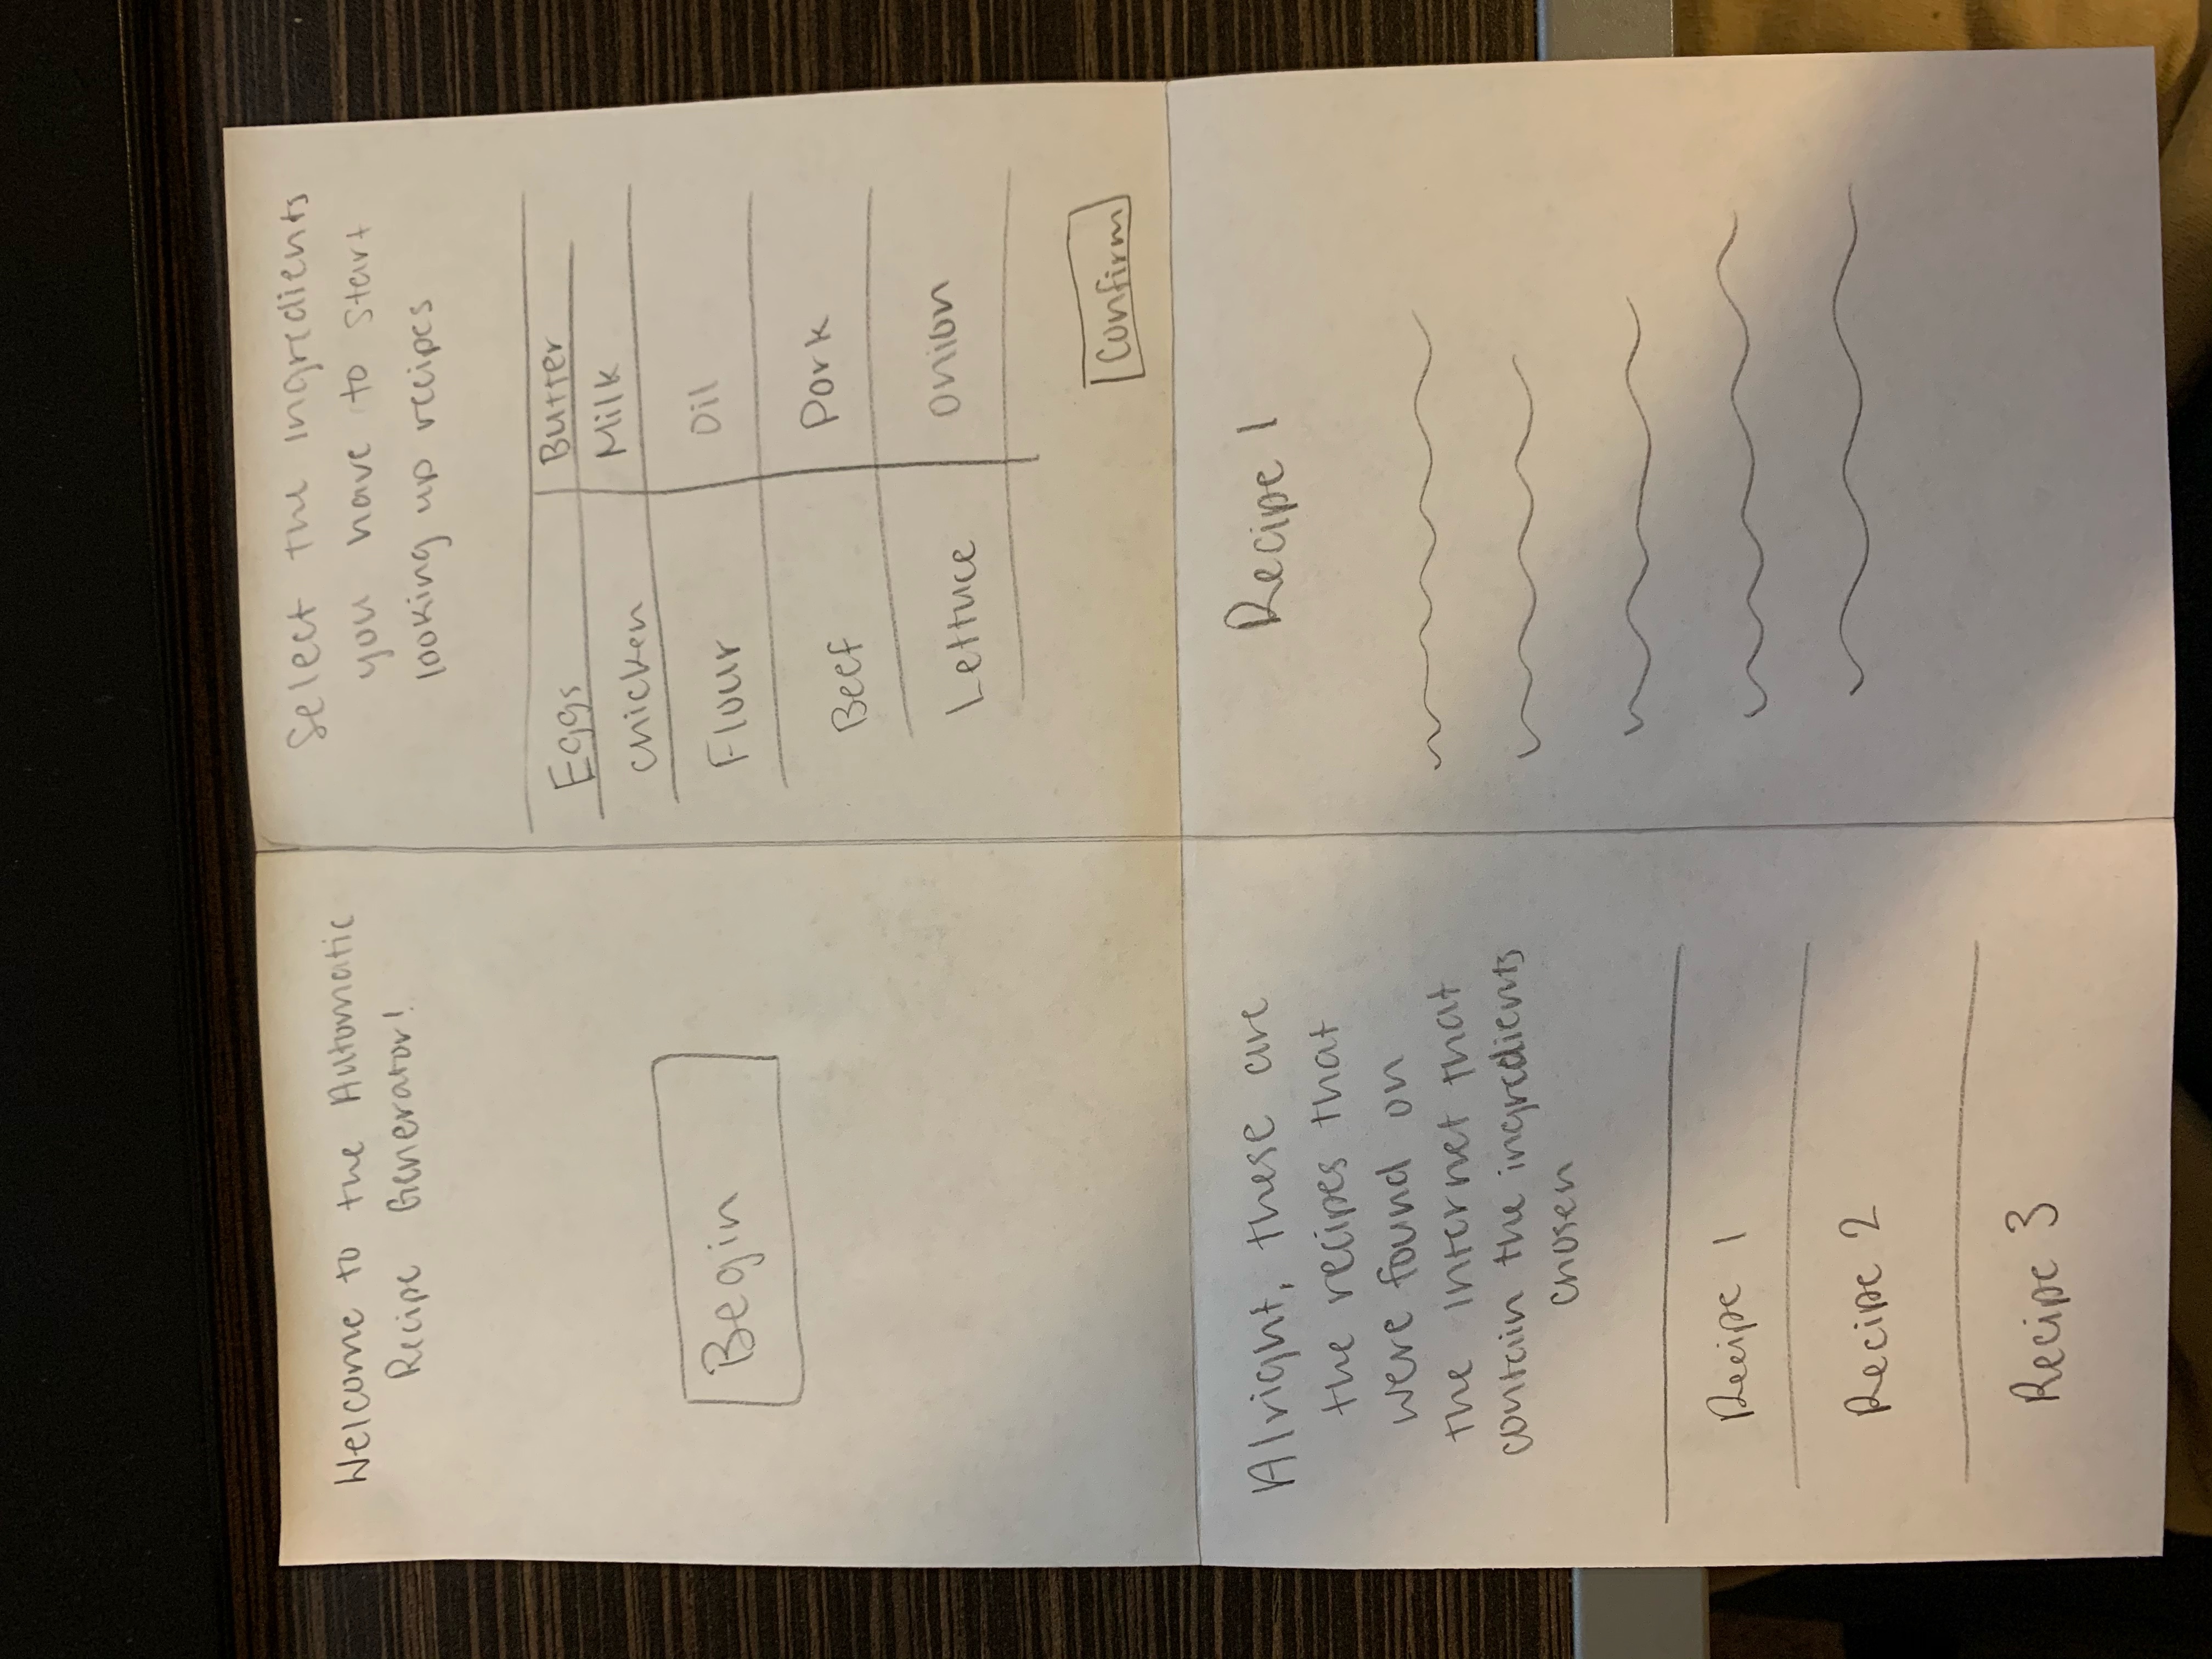 Welcome to the Automatic
Recipe Generator!
Begin
Select the ingredients
you have to start
looking up recipes
Eggs
Butter
chicken
Milk
Flour
Oil
Beef
Pork
Lettuce
Onion
Confirm
Alright, these are
the recipes that
were found on
the internet that
contain the ingredients
chosen
Recipe 1
Recipe 2
Recipe 3
Recipe 1